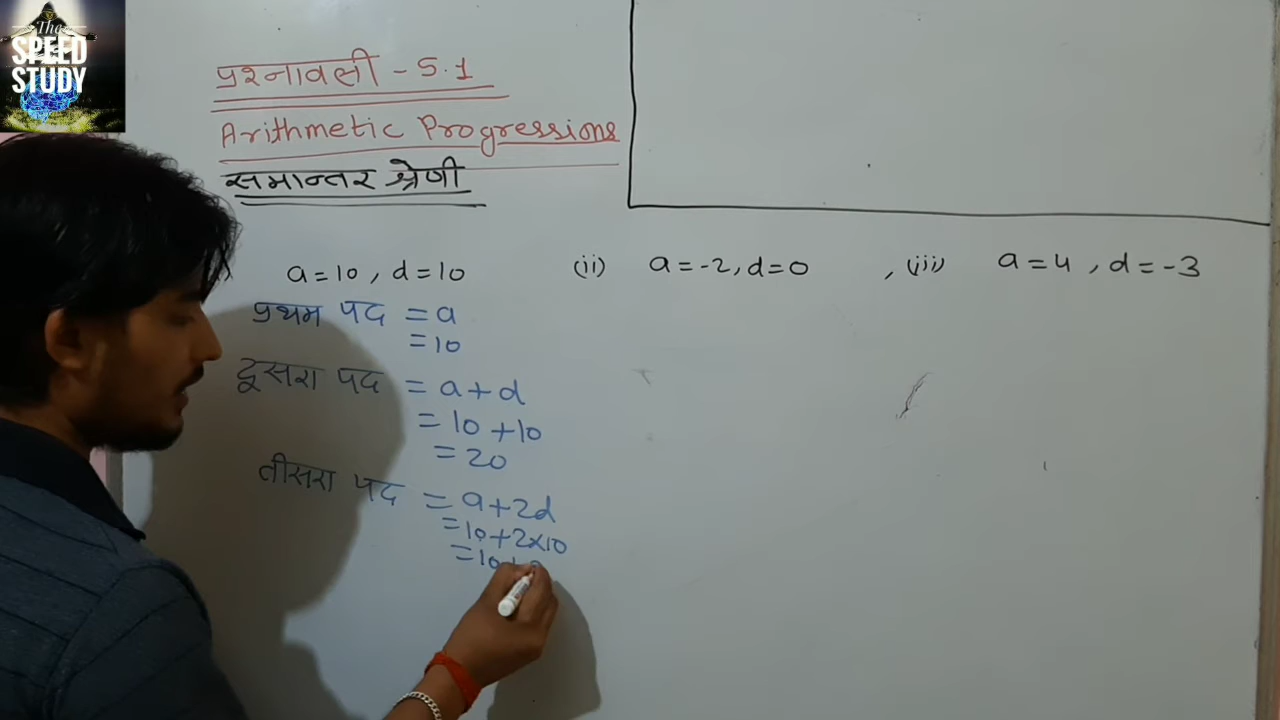 The
SPEED
STUDY
प्रश्नावली - 5.1
Arithmetic Progressions
समान्तर श्रेणी
a = 10 , d = 10
(ii) a = -2, d = 0
, (iii) a = 4 , d = -3
प्रथम पद = a
= 10
दूसरा पद = a + d
= 10 + 10
= 20
तीसरा पद = a + 2d
= 10 + 2 × 10
= 10 +